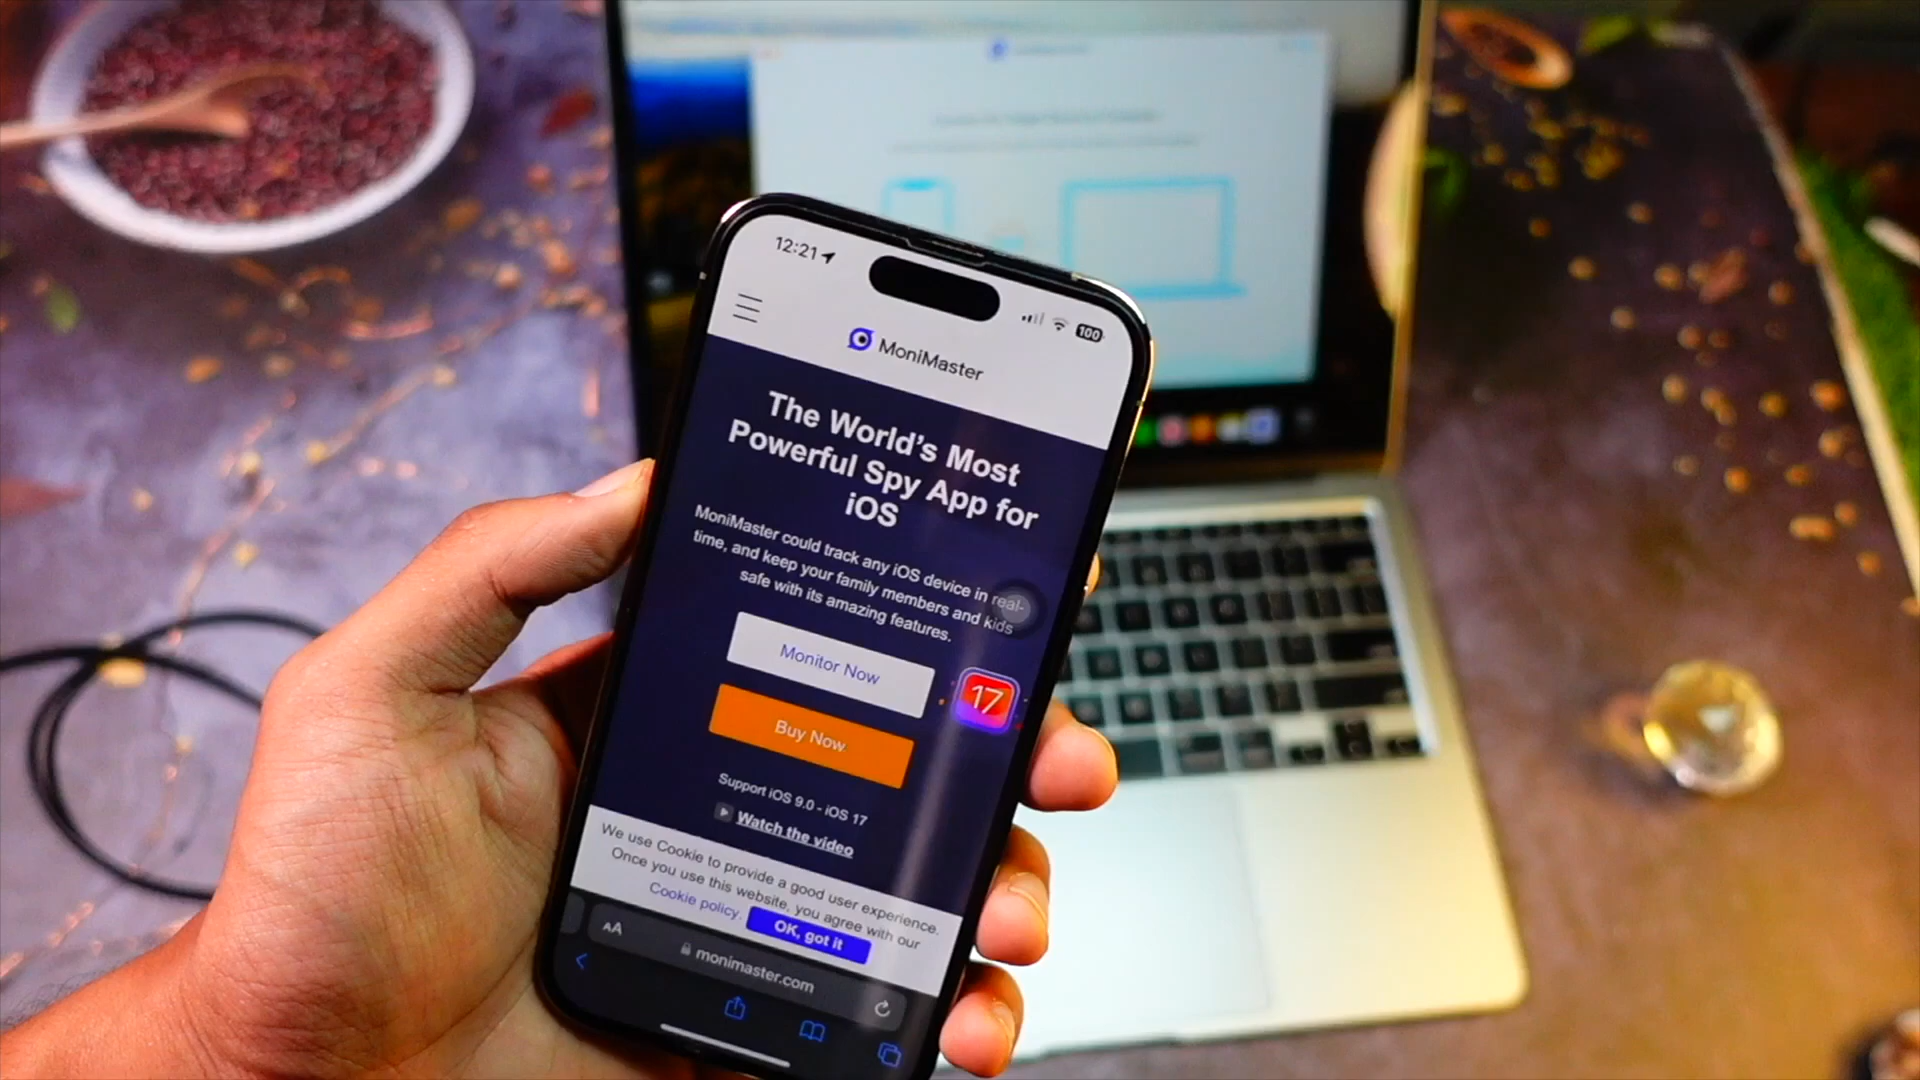 12:21
100
MoniMaster
The World's Most
Powerful Spy App for
iOS
MoniMaster could track any iOS device in real-
time, and keep your family members and kids
safe with its amazing features.
Monitor Now
17
Buy Now
Support iOS 9.0 - iOS 17
Watch the video
We use Cookie to provide a good user experience.
Once you use this website, you agree with our
Cookie policy.
OK, got it
AA
monimaster.com